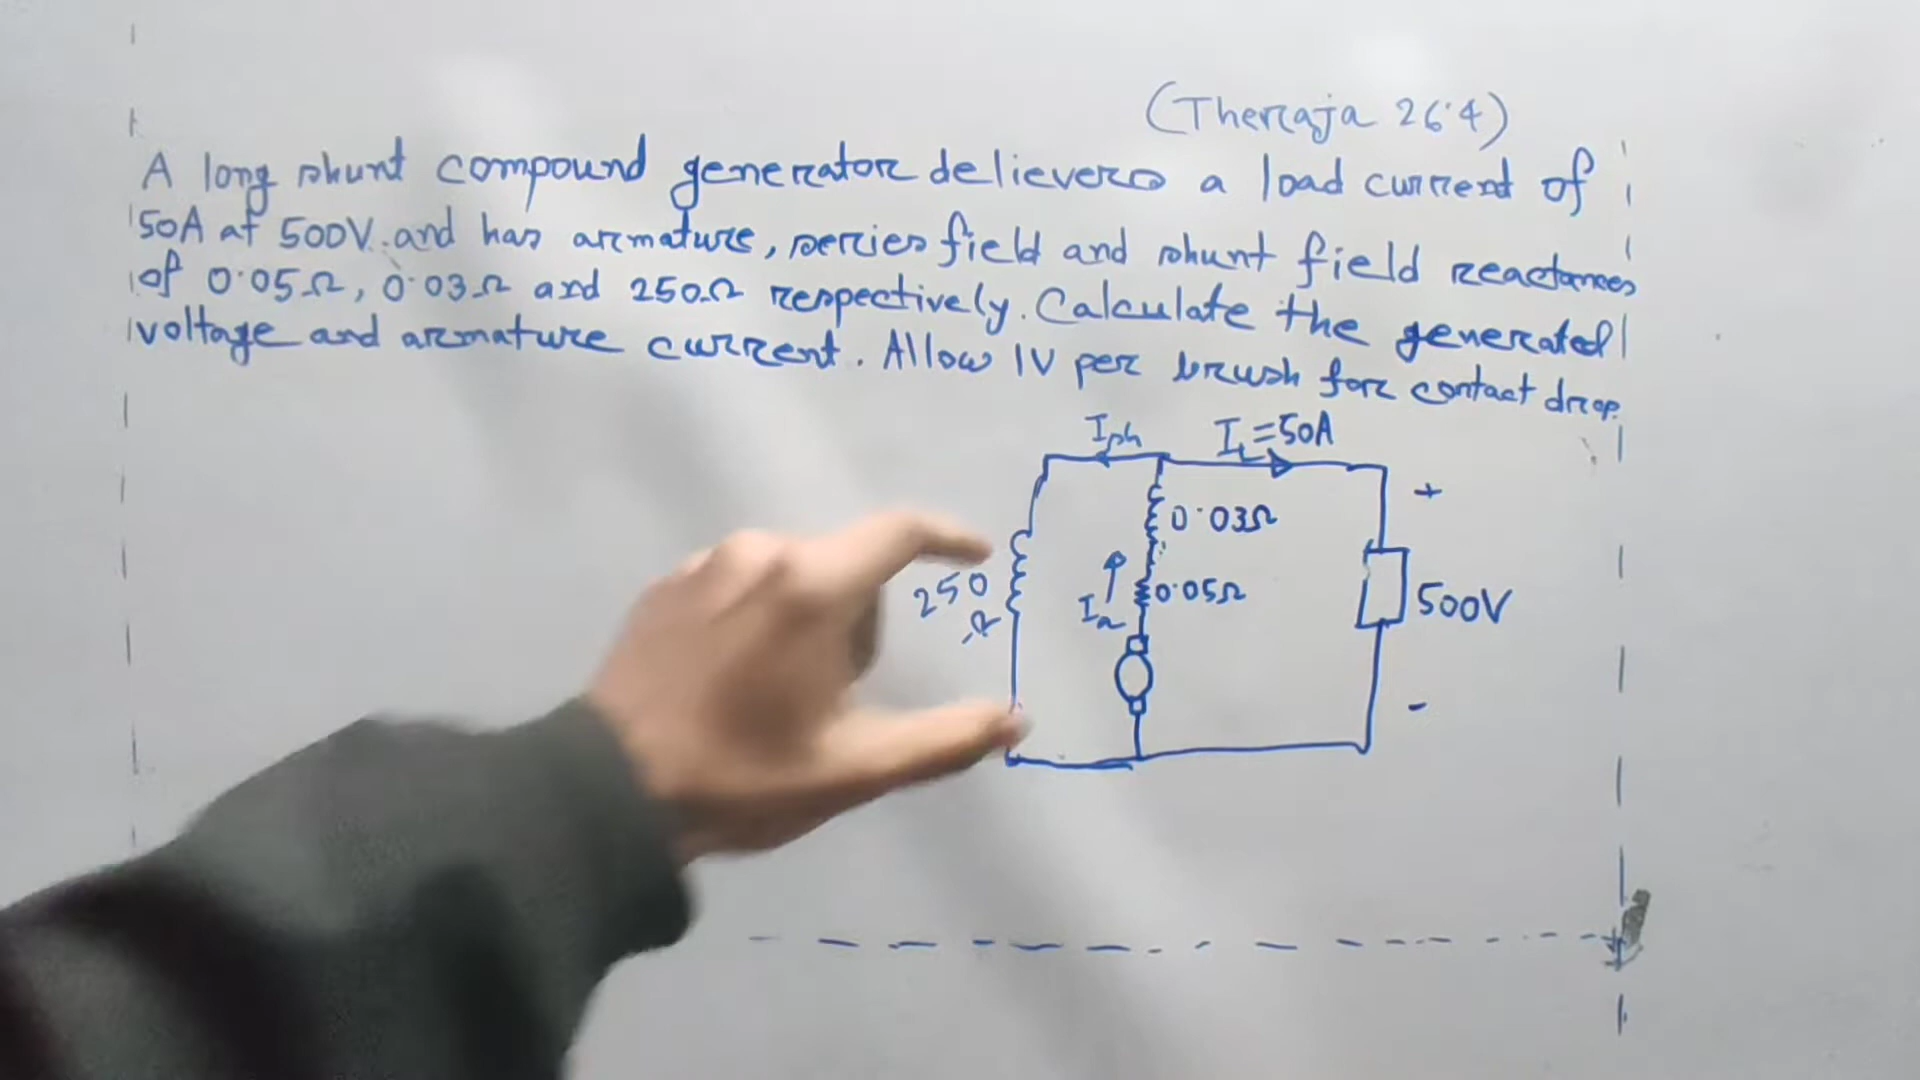 (Theraja 26.4)
A long shunt compound generator delievers a load current of
50A at 500V. and has armature, series field and shunt field reactances
of 0.05Ω, 0.03Ω and 250Ω respectively. Calculate the generated
voltage and armature current. Allow 1V per brush for contact drop.
Ish
IL=50A
+
0.03Ω
250
Ω
Ia
0.05Ω
500V
-